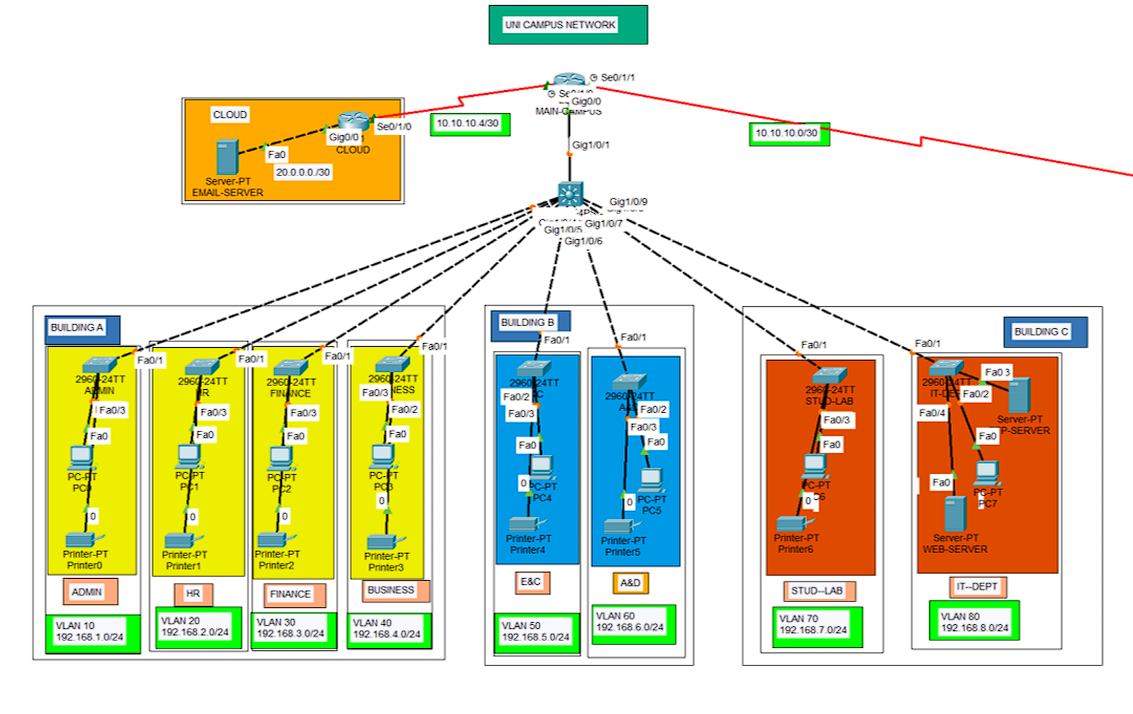 UNI CAMPUS NETWORK
Se0/1/1
Gig0/0
MAIN-CAMPUS
CLOUD
Se0/1/0
Gig0/0
CLOUD
Fa0
20.0.0.0./30
Server-PT
EMAIL-SERVER
10.10.10.4/30
10.10.10.0/30
Gig1/0/1
Gig1/0/9
Gig1/0/7
Gig1/0/5
Gig1/0/6
BUILDING A
Fa0/1
Fa0/1
Fa0/1
Fa0/1
2960-24TT
ADMIN
2960-24TT
HR
2960-24TT
FINANCE
2960-24TT
Fa0/3
Fa0/3
Fa0/3
Fa0/3
Fa0/2
Fa0
Fa0
Fa0
Fa0
PC-PT
PC0
PC-PT
PC1
PC-PT
PC2
PC-PT
PC3
0
0
0
0
Printer-PT
Printer0
Printer-PT
Printer1
Printer-PT
Printer2
Printer-PT
Printer3
ADMIN
HR
FINANCE
BUSINESS
VLAN 10
192.168.1.0/24
VLAN 20
192.168.2.0/24
VLAN 30
192.168.3.0/24
VLAN 40
192.168.4.0/24
BUILDING B
Fa0/1
Fa0/1
2960-24TT
2960-24TT
Fa0/2
Fa0/3
Fa0/2
Fa0/3
Fa0
Fa0
PC-PT
PC4
PC-PT
PC5
0
0
Printer-PT
Printer4
Printer-PT
Printer5
E&C
A&D
VLAN 50
192.168.5.0/24
VLAN 60
192.168.6.0/24
BUILDING C
Fa0/1
Fa0/1
2960-24TT
STUD-LAB
2960-24TT
Fa0/3
Fa0
PC-PT
0
Printer-PT
Printer6
Fa0 3
Fa0/2
Fa0/4
Server-PT
Fa0
Fa0
PC-PT
PC7
Server-PT
WEB-SERVER
STUD--LAB
IT--DEPT
VLAN 70
192.168.7.0/24
VLAN 80
192.168.8.0/24